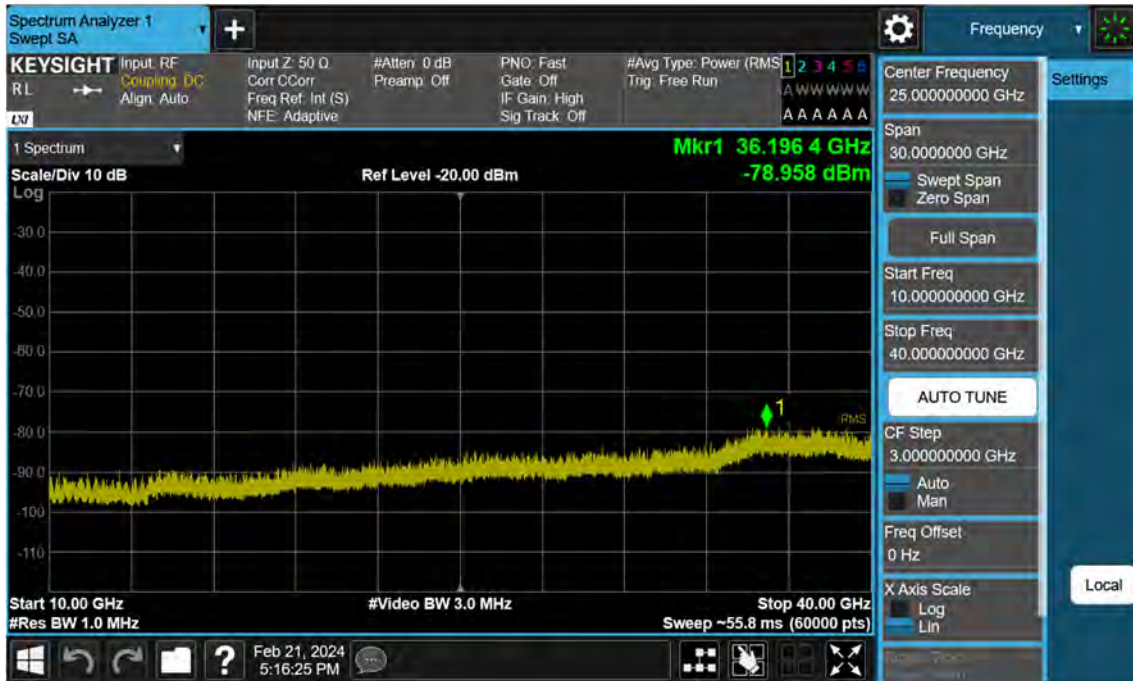 Spectrum Analyzer 1
Swept SA
+
Frequency
KEYSIGHT
RL
LXI
Input: RF
Coupling: DC
Align: Auto
Input Z: 50 Ω
Corr CCorr
Freq Ref: Int (S)
NFE: Adaptive
#Atten: 0 dB
Preamp: Off
PNO: Fast
Gate: Off
IF Gain: High
Sig Track: Off
#Avg Type: Power (RMS
Trig: Free Run
1 2 3 4 5 6
A W W W W W
A A A A A A
1 Spectrum
Scale/Div 10 dB
Ref Level -20.00 dBm
Mkr1 36.196 4 GHz
-78.958 dBm
Log
-30.0
-40.0
-50.0
-60.0
-70.0
-80.0
-90.0
-100
-110
1
RMS
Start 10.00 GHz
#Video BW 3.0 MHz
Stop 40.00 GHz
#Res BW 1.0 MHz
Sweep ~55.8 ms (60000 pts)
Center Frequency
25.000000000 GHz
Span
30.0000000 GHz
Swept Span
Zero Span
Full Span
Start Freq
10.000000000 GHz
Stop Freq
40.000000000 GHz
AUTO TUNE
CF Step
3.000000000 GHz
Auto
Man
Freq Offset
0 Hz
X Axis Scale
Log
Lin
Settings
Local
?
Feb 21, 2024
5:16:25 PM